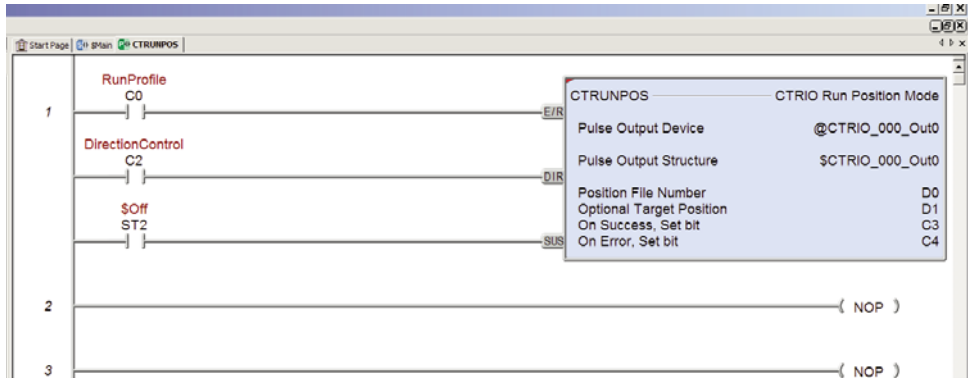 Start Page $Main CTRUNPOS
RunProfile
C0
1
E/R
DirectionControl
C2
DIR
$Off
ST2
SUS
CTRUNPOS CTRIO Run Position Mode
Pulse Output Device @CTRIO_000_Out0
Pulse Output Structure $CTRIO_000_Out0
Position File Number D0
Optional Target Position D1
On Success, Set bit C3
On Error, Set bit C4
2
NOP
3
NOP